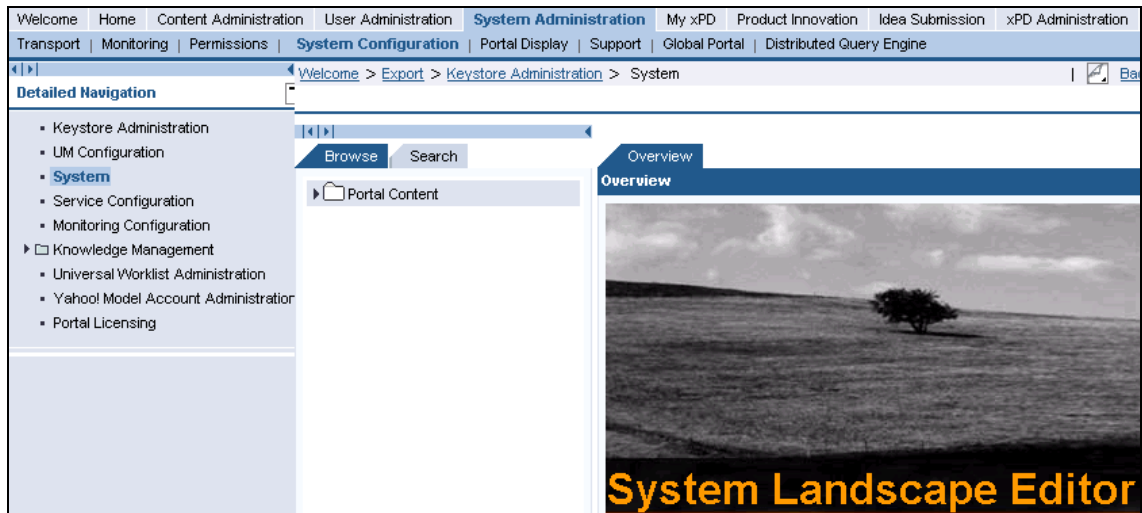 Welcome Home Content Administration User Administration System Administration My xPD Product Innovation Idea Submission xPD Administration
Transport | Monitoring | Permissions | System Configuration | Portal Display | Support | Global Portal | Distributed Query Engine
Welcome > Export > Keystore Administration > System |
Detailed Navigation
Keystore Administration
UM Configuration
System
Service Configuration
Monitoring Configuration
Knowledge Management
Universal Worklist Administration
Yahoo! Model Account Administration
Portal Licensing
Browse Search
Portal Content
Overview
Overview
System Landscape Editor